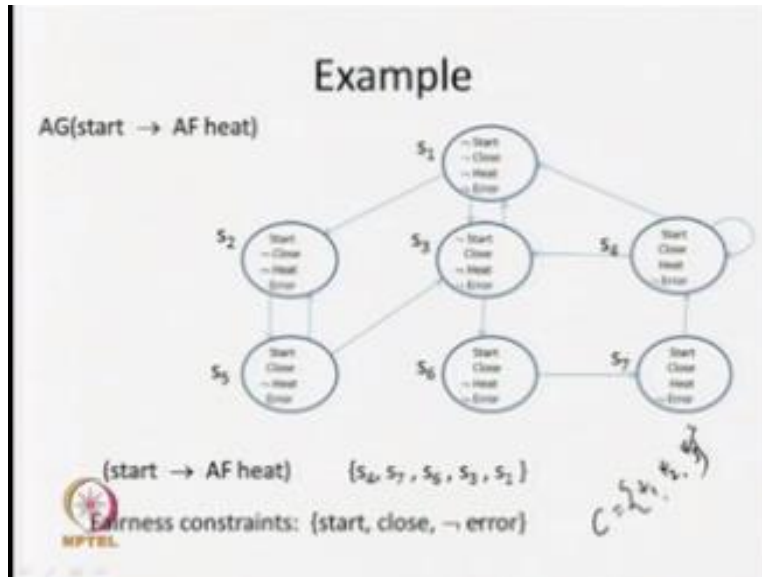 Example
AG(start → AF heat)
S1
¬ Start
¬ Close
¬ Heat
¬ Error
S2
Start
¬ Close
¬ Heat
Error
S3
¬ Start
Close
¬ Heat
¬ Error
S4
Start
Close
Heat
¬ Error
S5
Start
Close
¬ Heat
Error
S6
Start
Close
¬ Heat
¬ Error
S7
Start
Close
Heat
¬ Error
(start → AF heat) {S4, S7, S6, S3, S1}
Fairness constraints: {start, close, ¬ error}
NPTEL